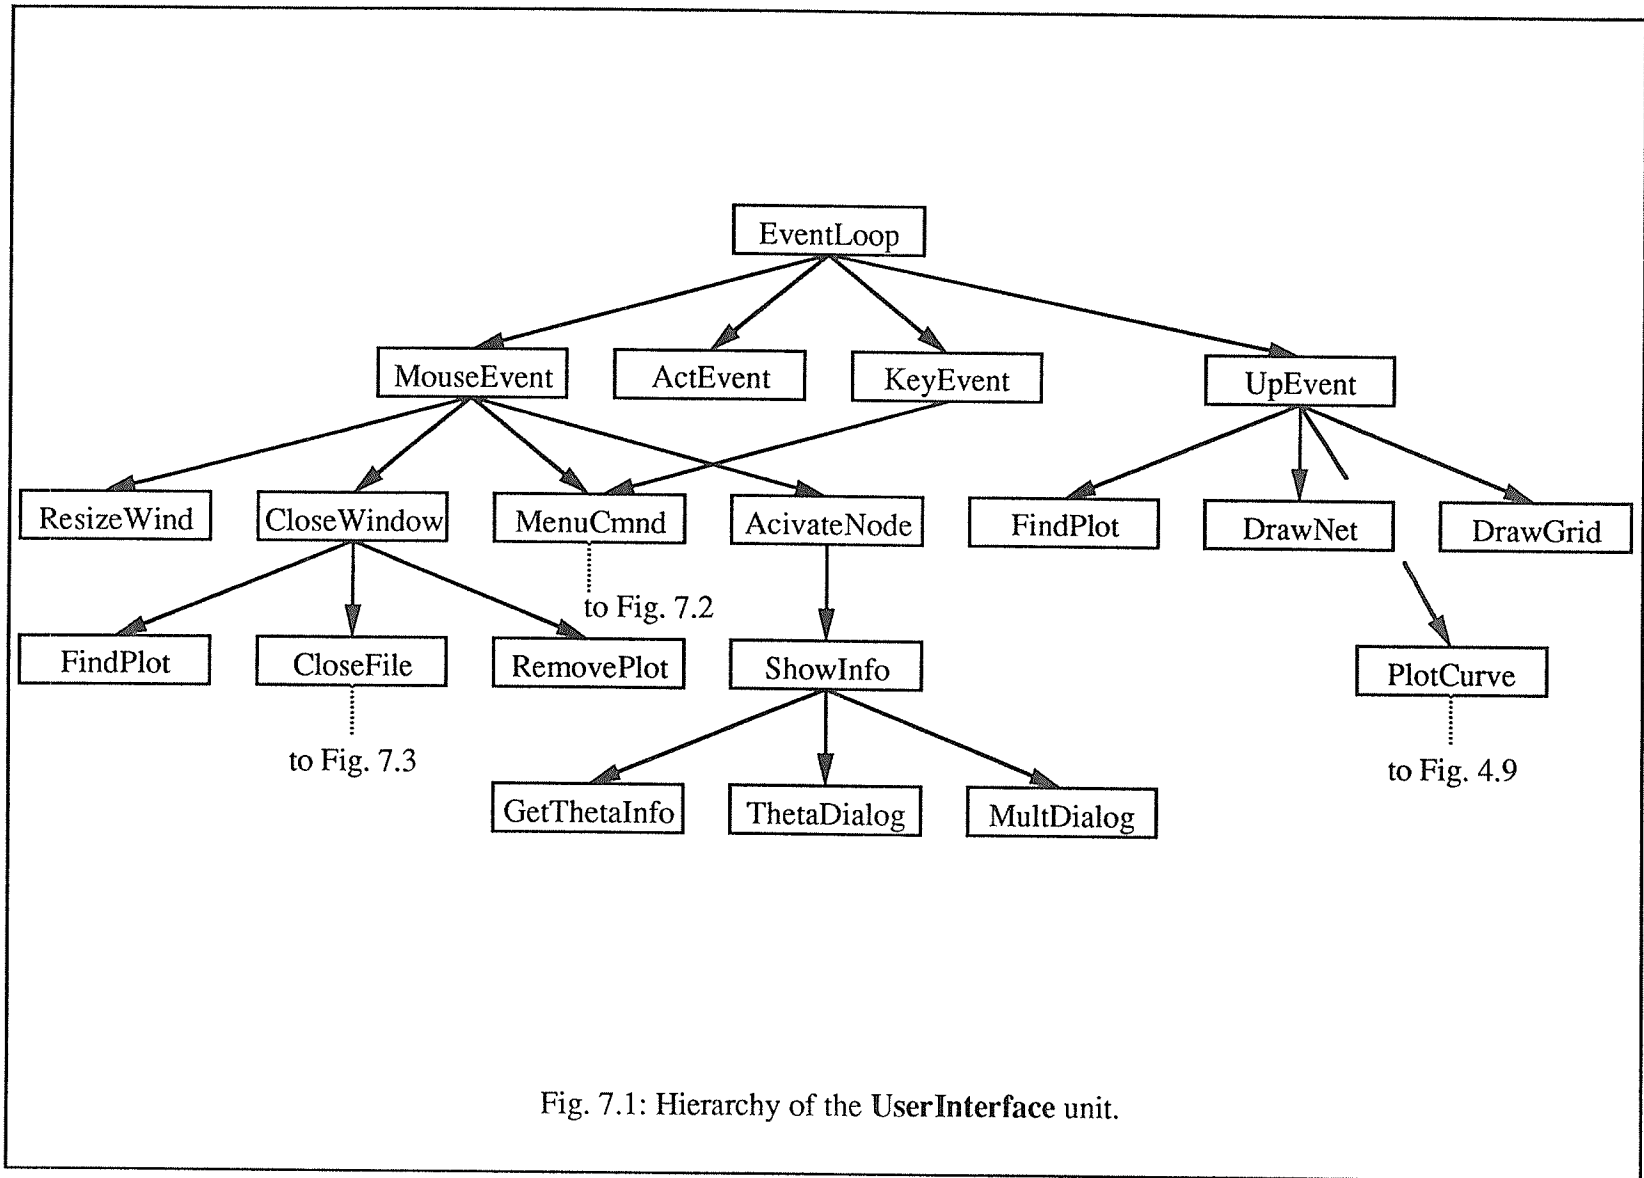 EventLoop
MouseEvent
ActEvent
KeyEvent
UpEvent
ResizeWind
CloseWindow
MenuCmnd
AcivateNode
FindPlot
DrawNet
DrawGrid
to Fig. 7.2
FindPlot
CloseFile
RemovePlot
ShowInfo
PlotCurve
to Fig. 7.3
to Fig. 4.9
GetThetaInfo
ThetaDialog
MultDialog
Fig. 7.1: Hierarchy of the UserInterface unit.